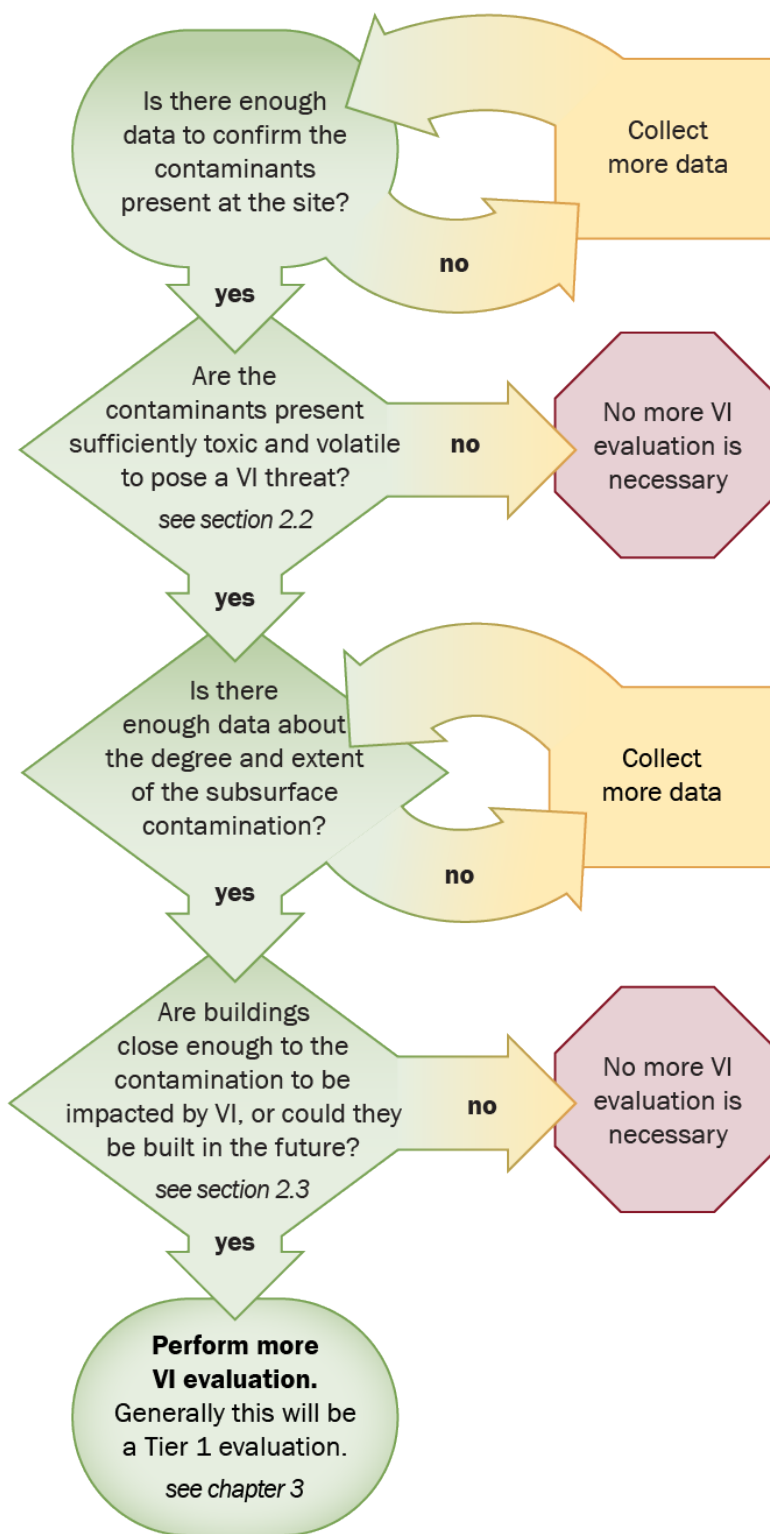 Is there enough
data to confirm the
contaminants
present at the site?
Collect
more data
no
yes
Are the
contaminants present
sufficiently toxic and volatile
to pose a VI threat?
see section 2.2
no
No more VI
evaluation is
necessary
yes
Is there
enough data about
the degree and extent
of the subsurface
contamination?
Collect
more data
no
yes
Are buildings
close enough to the
contamination to be
impacted by VI, or could they
be built in the future?
see section 2.3
no
No more VI
evaluation is
necessary
yes
Perform more
VI evaluation.
Generally this will be
a Tier 1 evaluation.
see chapter 3